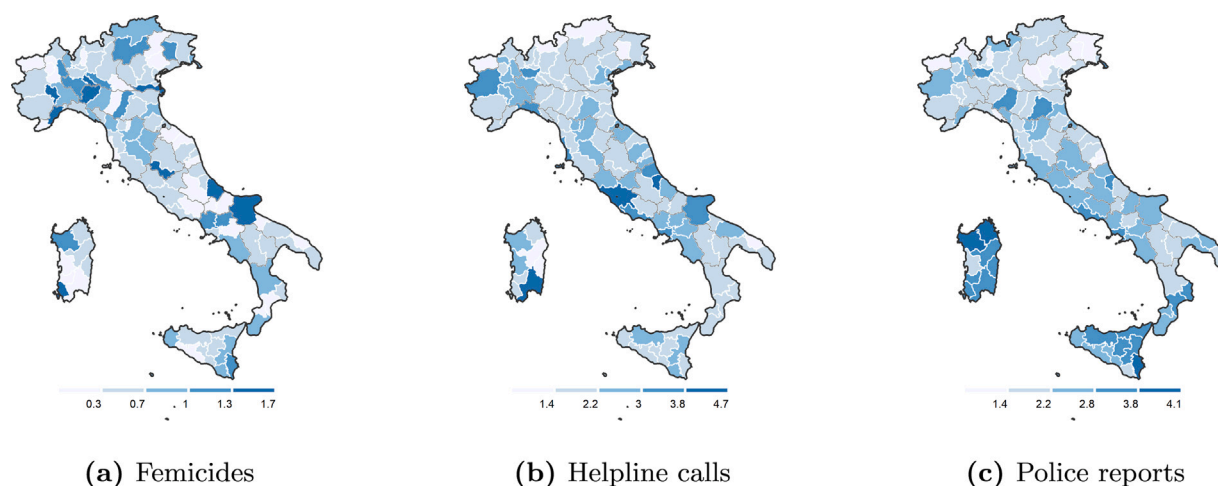 0.3 0.7 1 1.3 1.7
1.4 2.2 3 3.8 4.7
1.4 2.2 2.8 3.8 4.1
(a) Femicides
(b) Helpline calls
(c) Police reports